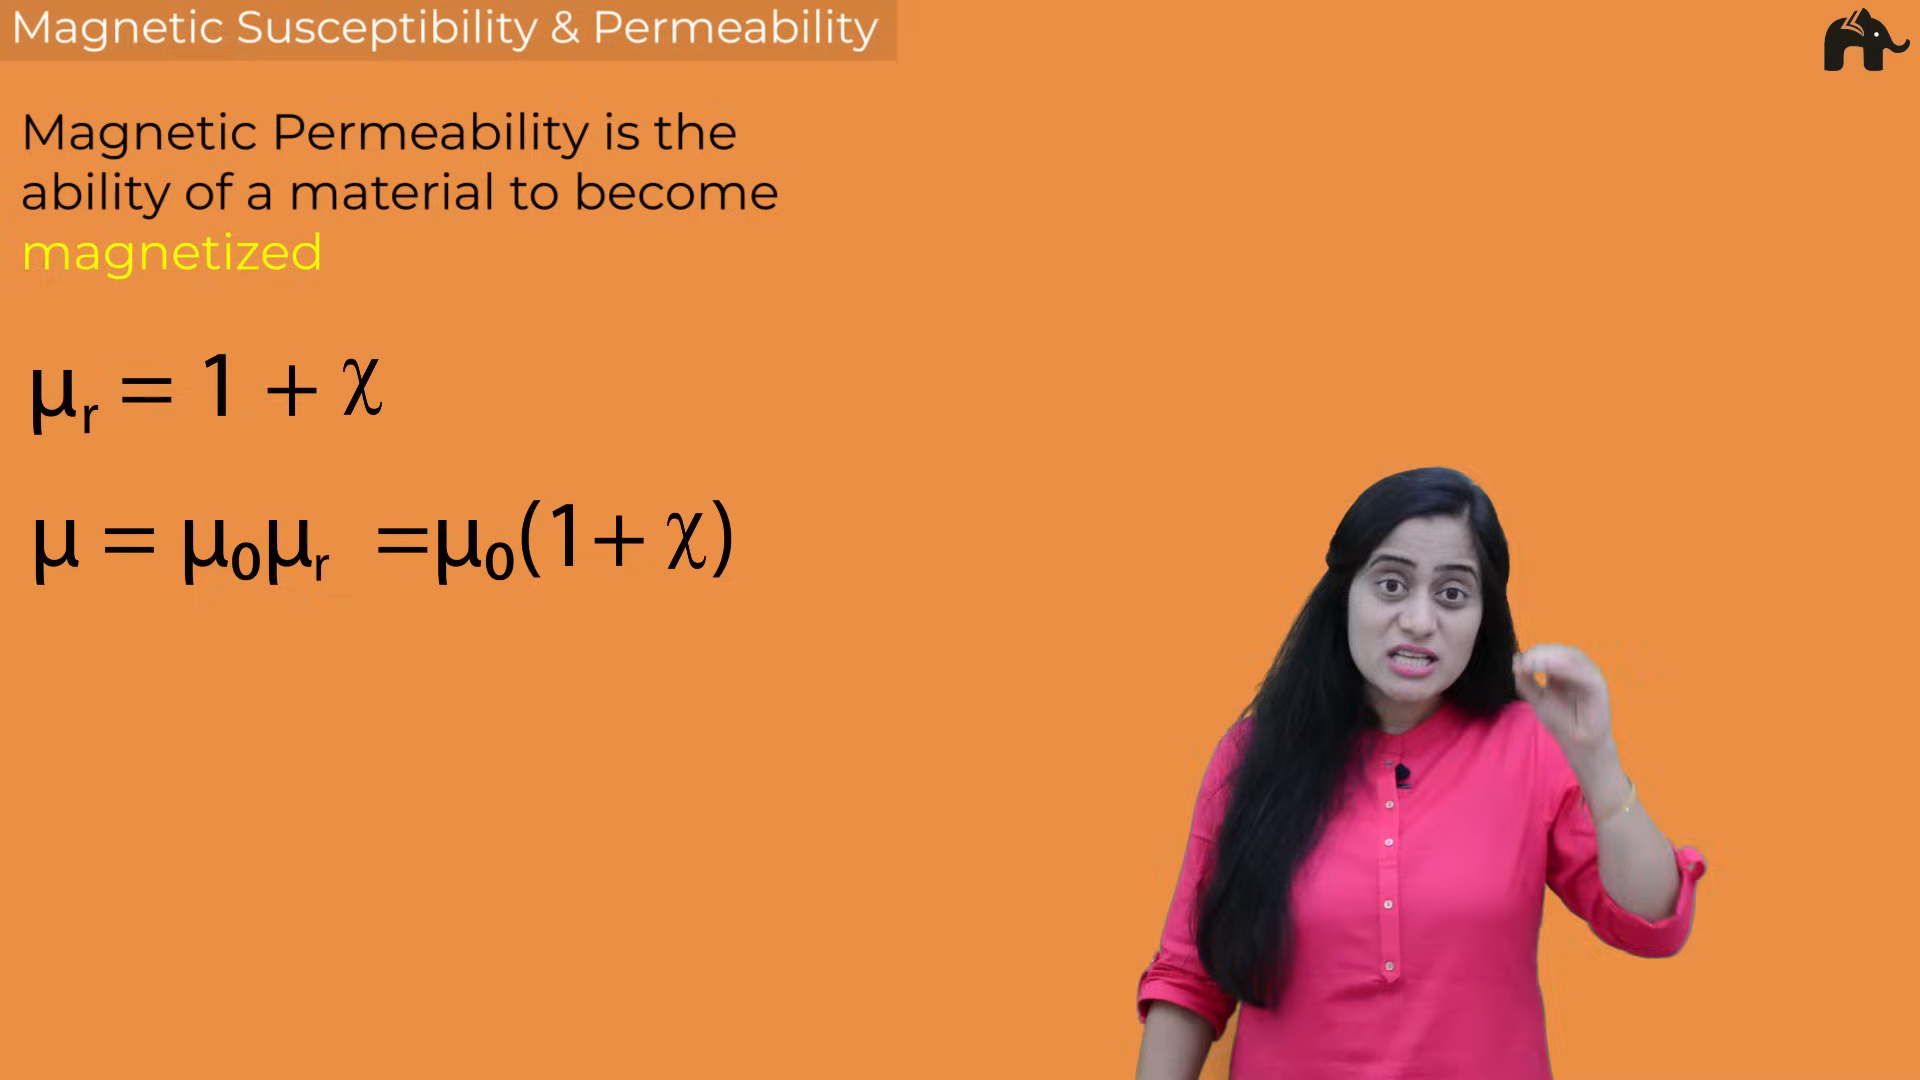 Magnetic Susceptibility & Permeability
Magnetic Permeability is the
ability of a material to become
magnetized
μᵣ = 1 + χ
μ = μ₀μᵣ =μ₀(1+ χ)